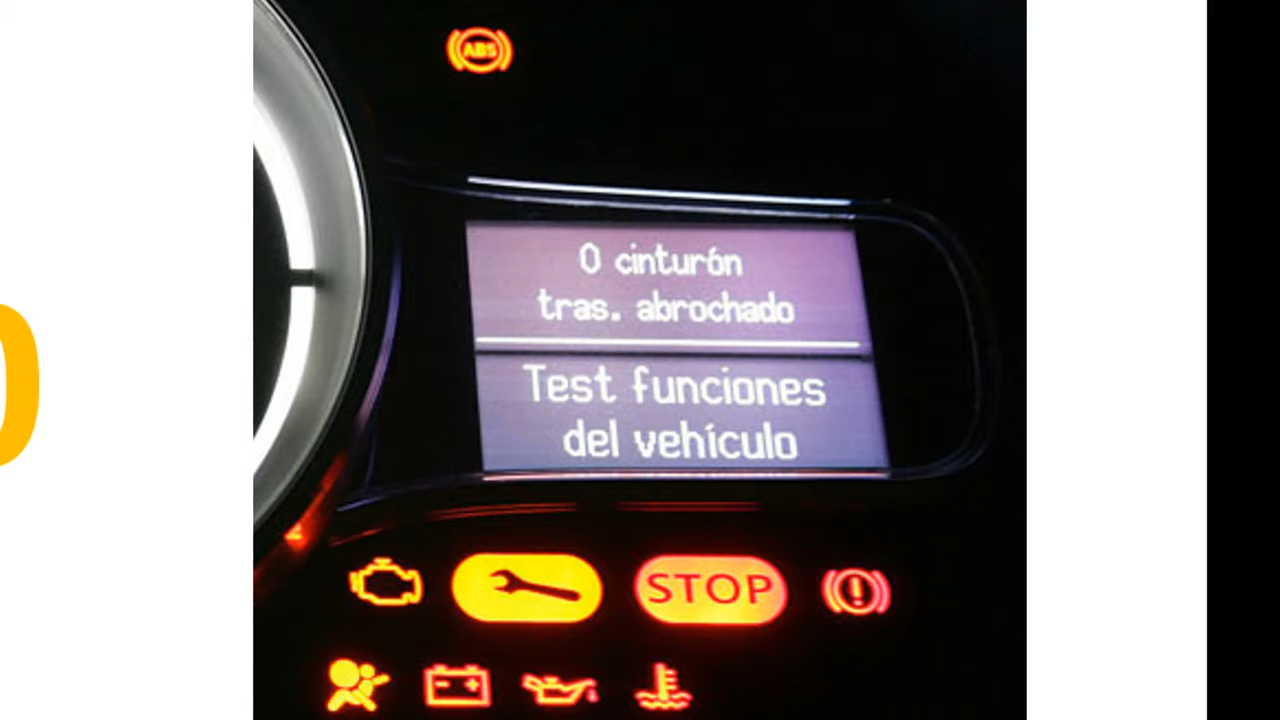 ABS
0 cinturón
tras. abrochado
Test funciones
del vehículo
STOP